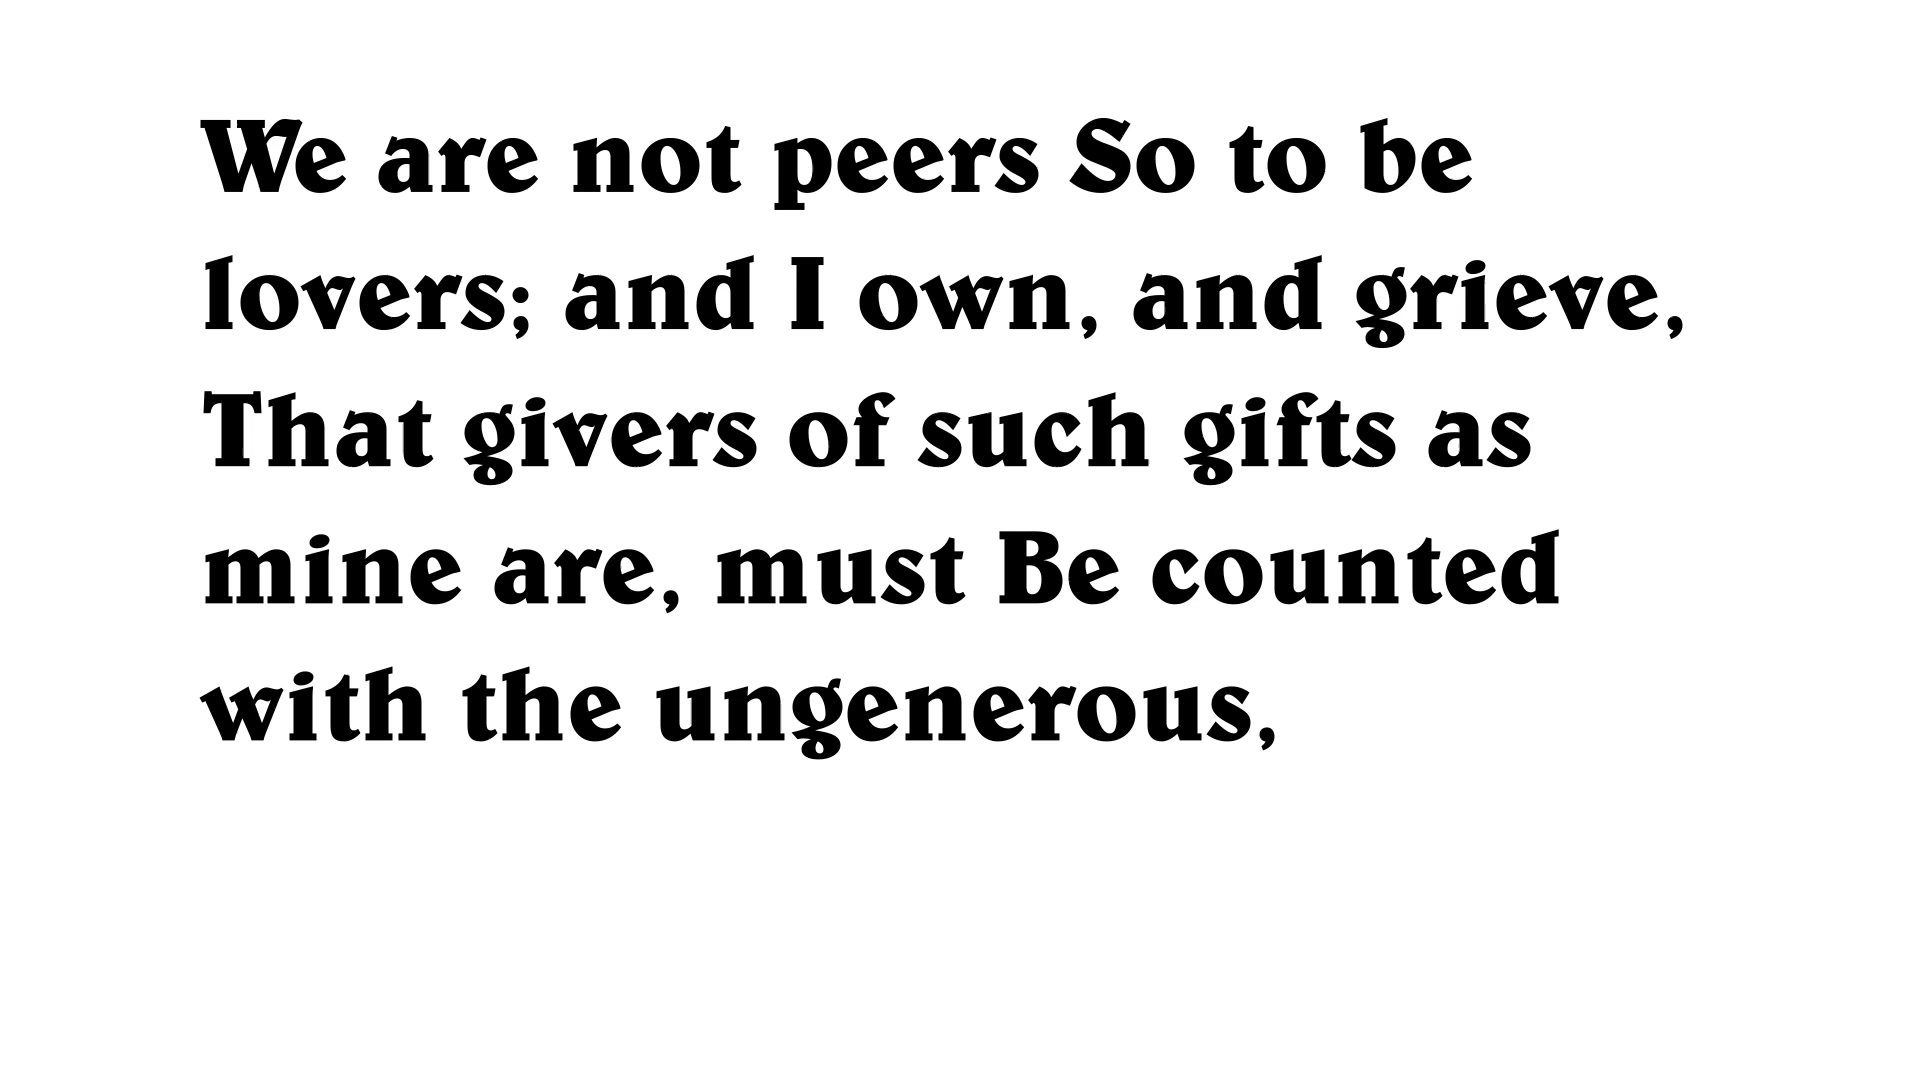 We are not peers So to be
lovers; and I own, and grieve,
That givers of such gifts as
mine are, must Be counted
with the ungenerous,